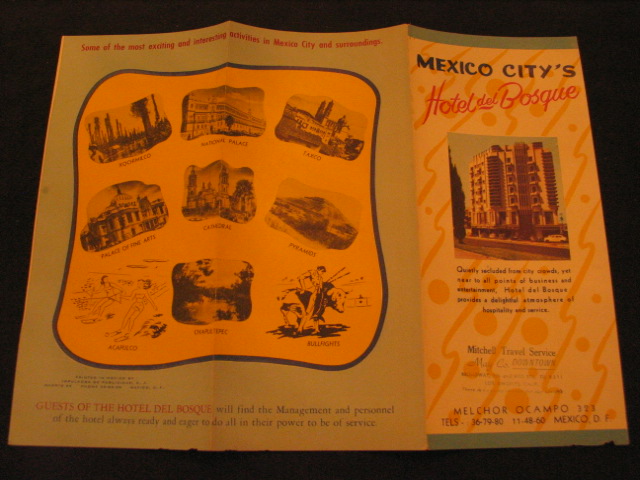 Some of the most exciting and interesting activities in Mexico City and surroundings.
XOCHIMILCO
NATIONAL PALACE
TAXCO
PALACE OF FINE ARTS
CATHEDRAL
PYRAMIDS
ACAPULCO
CHAPULTEPEC
BULLFIGHTS
GUESTS OF THE HOTEL DEL BOSQUE will find the Management and personnel
of the hotel always ready and eager to do all in their power to be of service.
MEXICO CITY'S
Hotel del Bosque
Quietly secluded from city crowds, yet
near to all points of business and
entertainment, Hotel del Bosque
provides a delightful atmosphere of
hospitality and service.
Mitchell Travel Service
DOWNTOWN
MELCHOR OCAMPO 323
TELS - 36-79-80 11-48-60 MEXICO D.F.